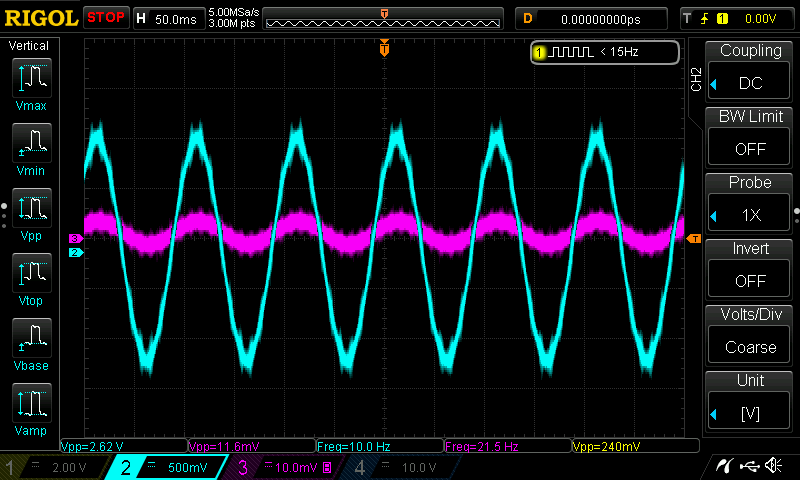 RIGOL STOP H 50.0ms 5.00MSa/s
3.00M pts
T
D 0.00000000ps
T 1 0.00V
Vertical
Vmax
Vmin
Vpp
Vtop
Vbase
Vamp
T
1 < 15Hz
3
2
T
CH2
Coupling
DC
BW Limit
OFF
Probe
1X
Invert
OFF
Volts/Div
Coarse
Unit
[V]
Vpp=2.62 V Vpp=11.6mV Freq=10.0 Hz Freq=21.5 Hz Vpp=240mV
1 2.00 V 2 500mV 3 10.0mV B 4 10.0 V